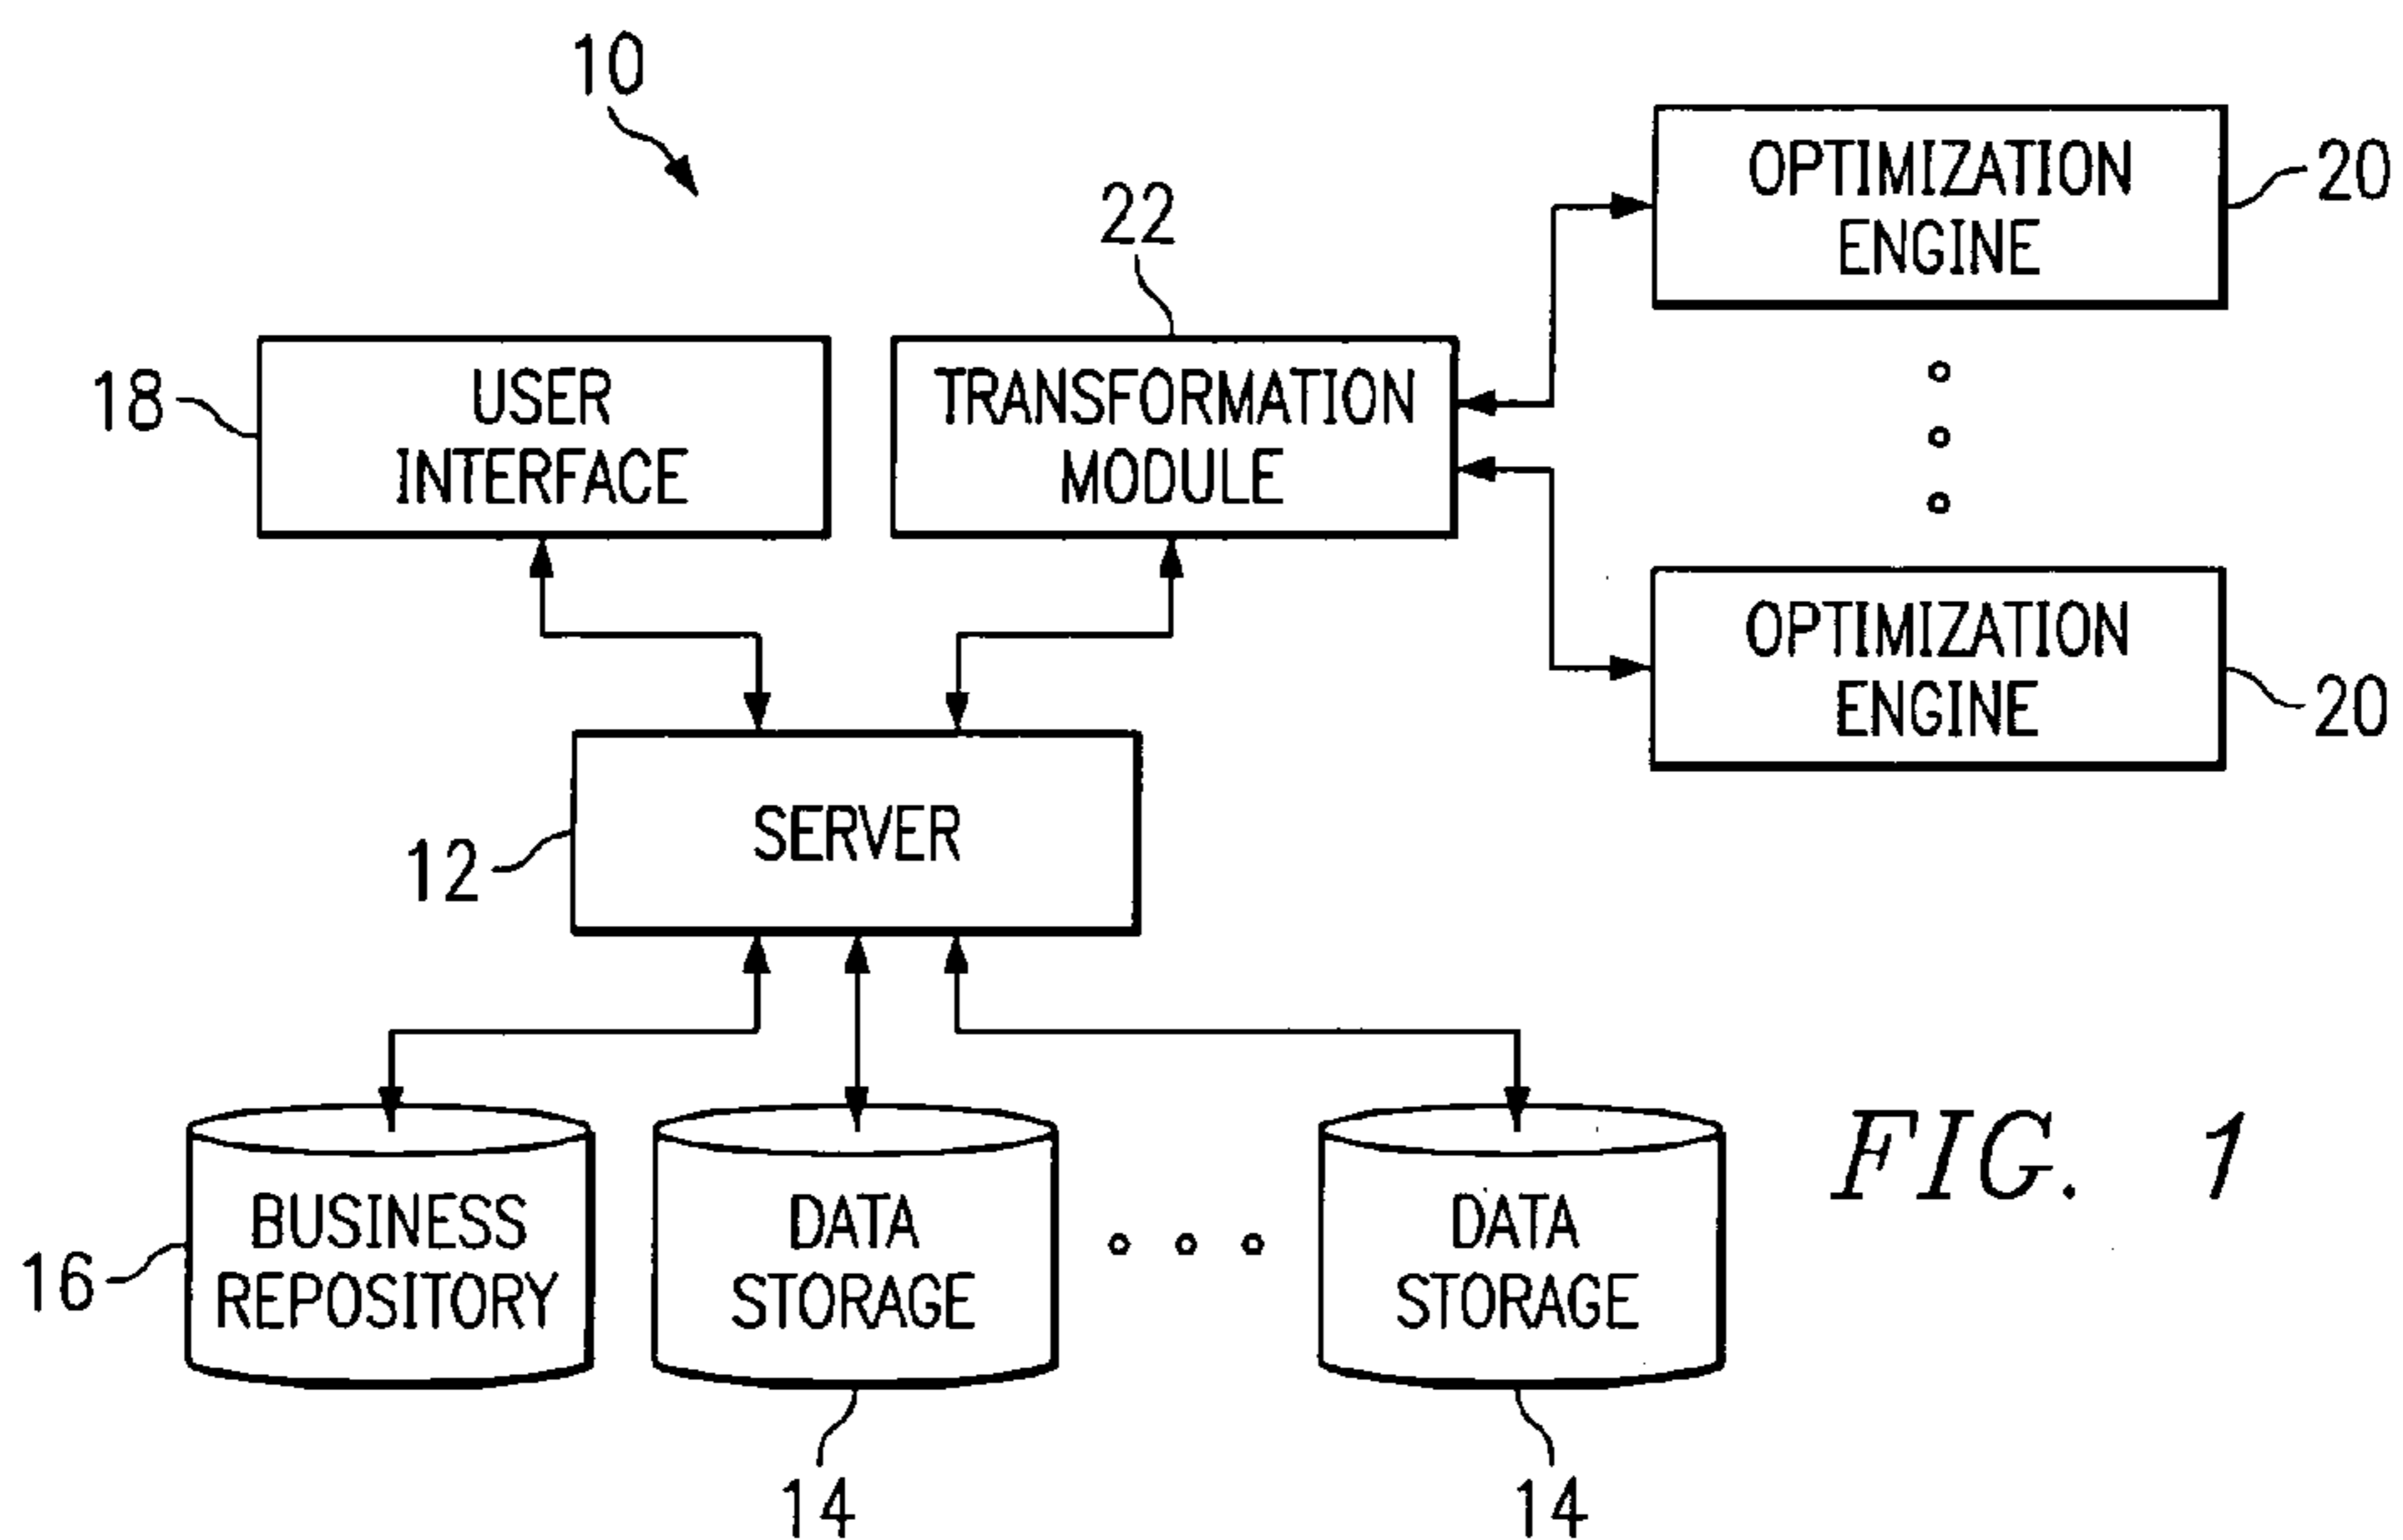 10
OPTIMIZATION
ENGINE
20
22
18
USER
INTERFACE
TRANSFORMATION
MODULE
OPTIMIZATION
ENGINE
20
12
SERVER
FIG. 1
16
BUSINESS
REPOSITORY
DATA
STORAGE
DATA
STORAGE
14
14